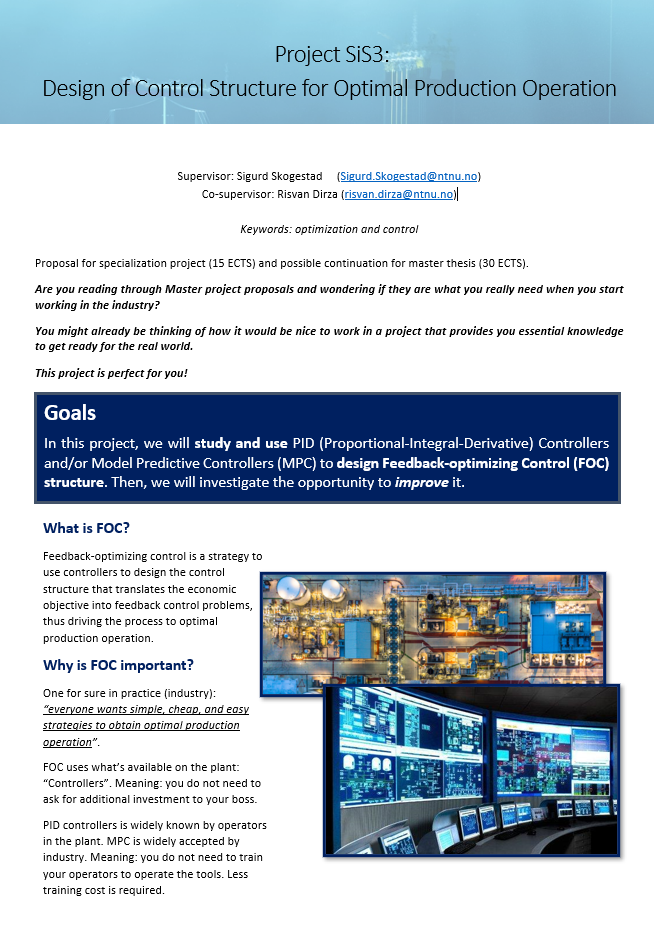 Project SiS3:
Design of Control Structure for Optimal Production Operation
Supervisor: Sigurd Skogestad (Sigurd.Skogestad@ntnu.no)
Co-supervisor: Risvan Dirza (risvan.dirza@ntnu.no)
Keywords: optimization and control
Proposal for specialization project (15 ECTS) and possible continuation for master thesis (30 ECTS).
Are you reading through Master project proposals and wondering if they are what you really need when you start
working in the industry?
You might already be thinking of how it would be nice to work in a project that provides you essential knowledge
to get ready for the real world.
This project is perfect for you!
Goals
In this project, we will study and use PID (Proportional-Integral-Derivative) Controllers
and/or Model Predictive Controllers (MPC) to design Feedback-optimizing Control (FOC)
structure. Then, we will investigate the opportunity to improve it.
What is FOC?
Feedback-optimizing control is a strategy to
use controllers to design the control
structure that translates the economic
objective into feedback control problems,
thus driving the process to optimal
production operation.
Why is FOC important?
One for sure in practice (industry):
“everyone wants simple, cheap, and easy
strategies to obtain optimal production
operation”.
FOC uses what’s available on the plant:
“Controllers”. Meaning: you do not need to
ask for additional investment to your boss.
PID controllers is widely known by operators
in the plant. MPC is widely accepted by
industry. Meaning: you do not need to train
your operators to operate the tools. Less
training cost is required.